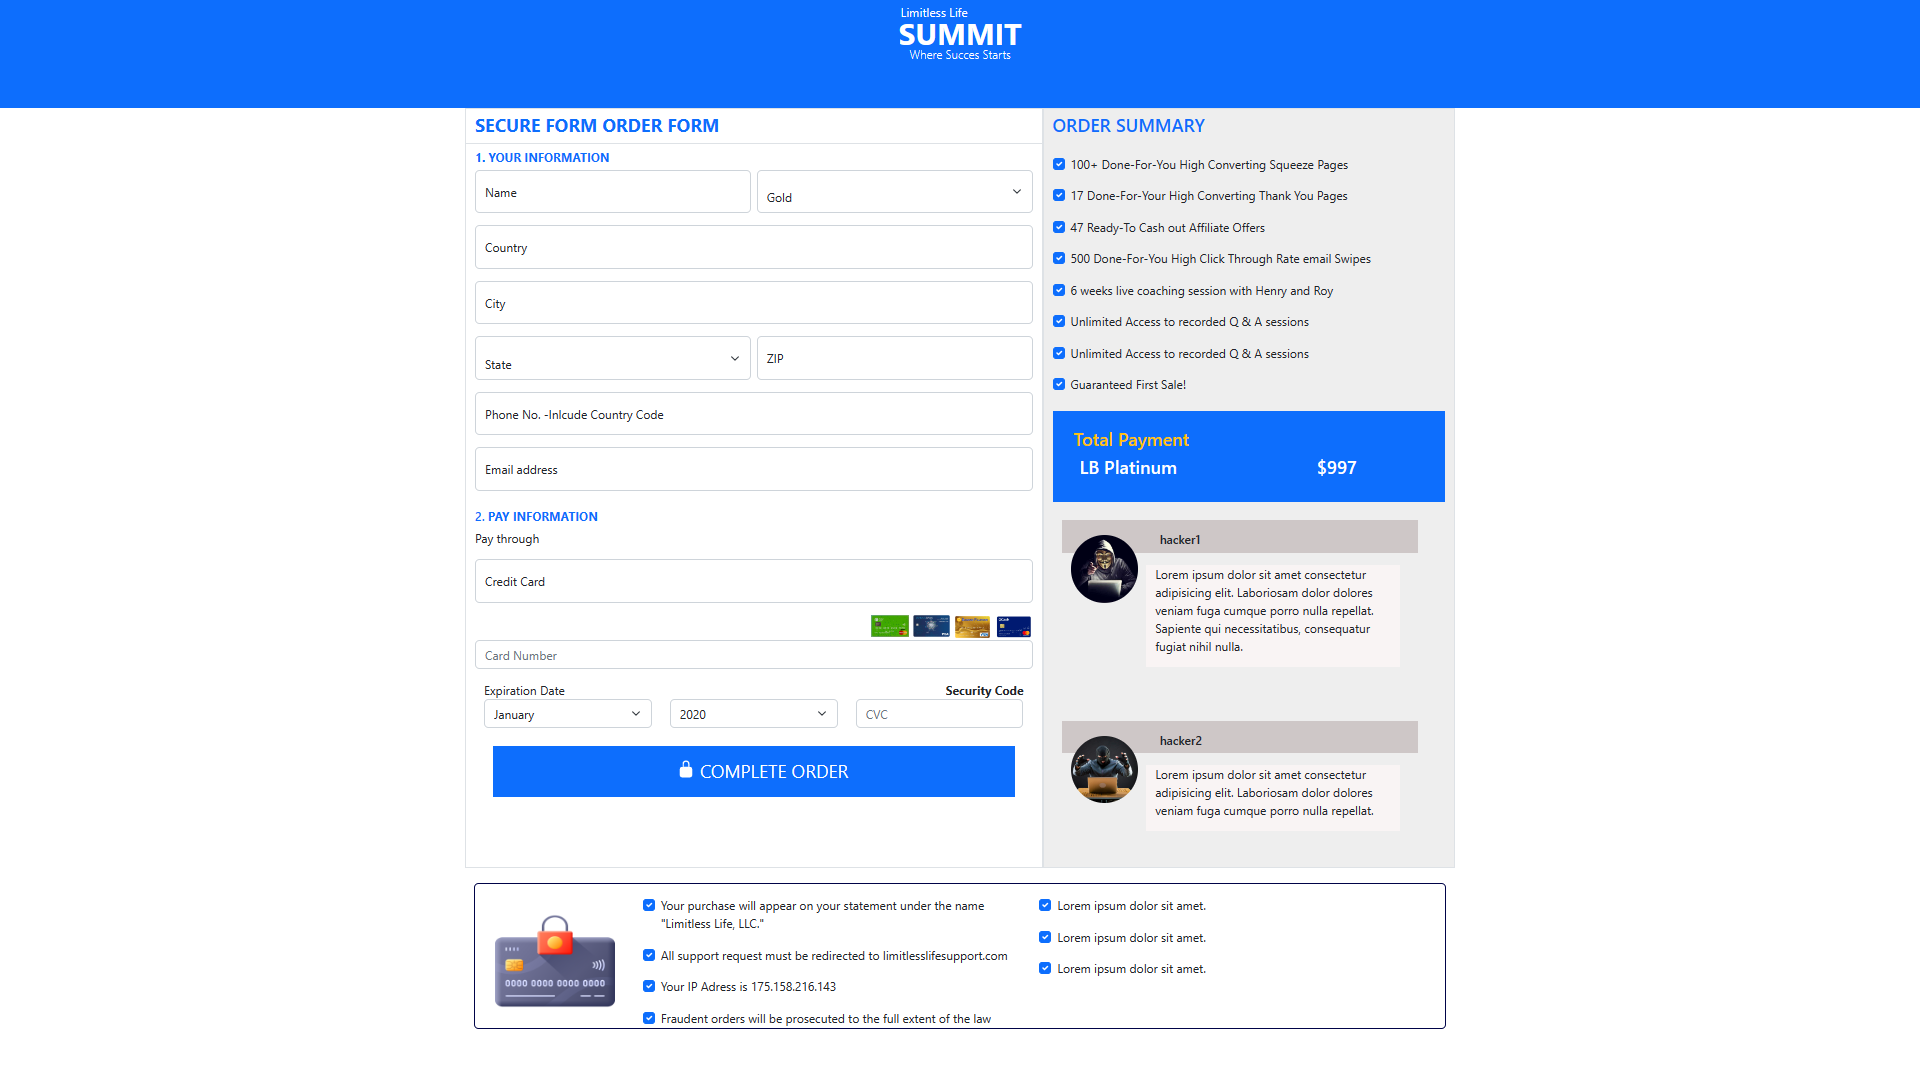 Limitless Life
SUMMIT
Where Succes Starts
SECURE FORM ORDER FORM
1. YOUR INFORMATION
Name
Gold
Country
City
State
ZIP
Phone No. -Inlcude Country Code
Email address
2. PAY INFORMATION
Pay through
Credit Card
Card Number
Expiration Date
Security Code
January
2020
CVC
COMPLETE ORDER
ORDER SUMMARY
100+ Done-For-You High Converting Squeeze Pages
17 Done-For-Your High Converting Thank You Pages
47 Ready-To Cash out Affiliate Offers
500 Done-For-You High Click Through Rate email Swipes
6 weeks live coaching session with Henry and Roy
Unlimited Access to recorded Q & A sessions
Unlimited Access to recorded Q & A sessions
Guaranteed First Sale!
Total Payment
LB Platinum
$997
hacker1
Lorem ipsum dolor sit amet consectetur
adipisicing elit. Laboriosam dolor dolores
veniam fuga cumque porro nulla repellat.
Sapiente qui necessitatibus, consequatur
fugiat nihil nulla.
hacker2
Lorem ipsum dolor sit amet consectetur
adipisicing elit. Laboriosam dolor dolores
veniam fuga cumque porro nulla repellat.
0000 0000 0000 0000
Your purchase will appear on your statement under the name
"Limitless Life, LLC."
All support request must be redirected to limitlesslifesupport.com
Your IP Adress is 175.158.216.143
Fraudent orders will be prosecuted to the full extent of the law
Lorem ipsum dolor sit amet.
Lorem ipsum dolor sit amet.
Lorem ipsum dolor sit amet.